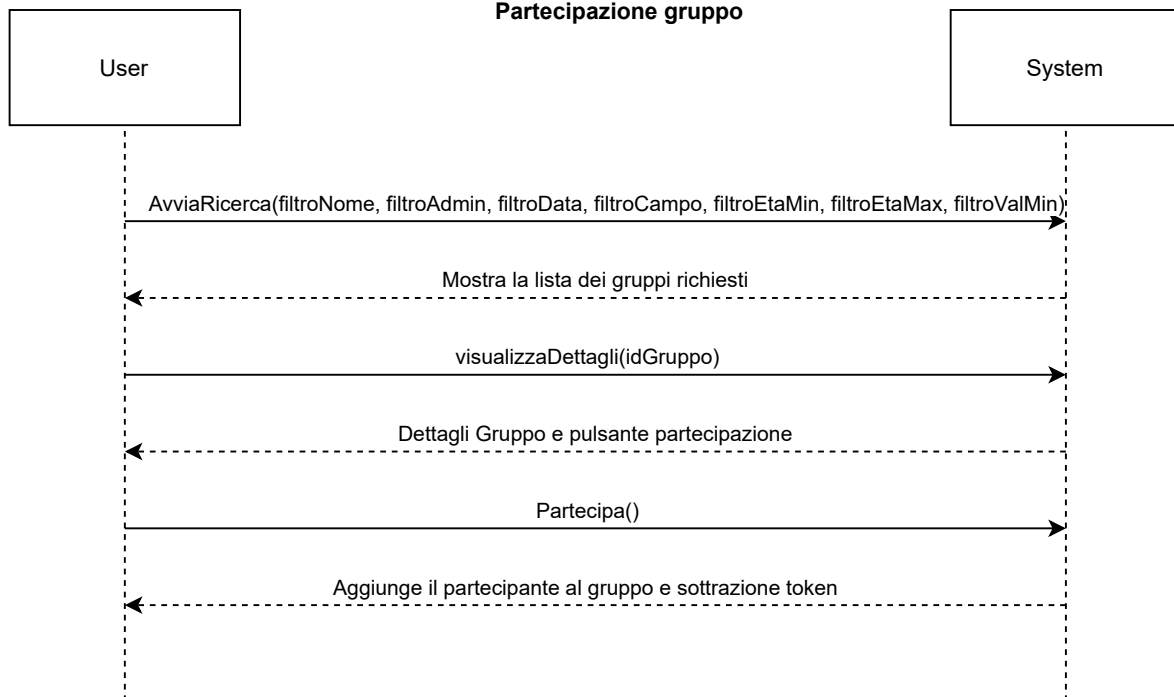 Partecipazione gruppo
User
System
AvviaRicerca(filtroNome, filtroAdmin, filtroData, filtroCampo, filtroEtaMin, filtroEtaMax, filtroValMin)
Mostra la lista dei gruppi richiesti
visualizzaDettagli(idGruppo)
Dettagli Gruppo e pulsante partecipazione
Partecipa()
Aggiunge il partecipante al gruppo e sottrazione token